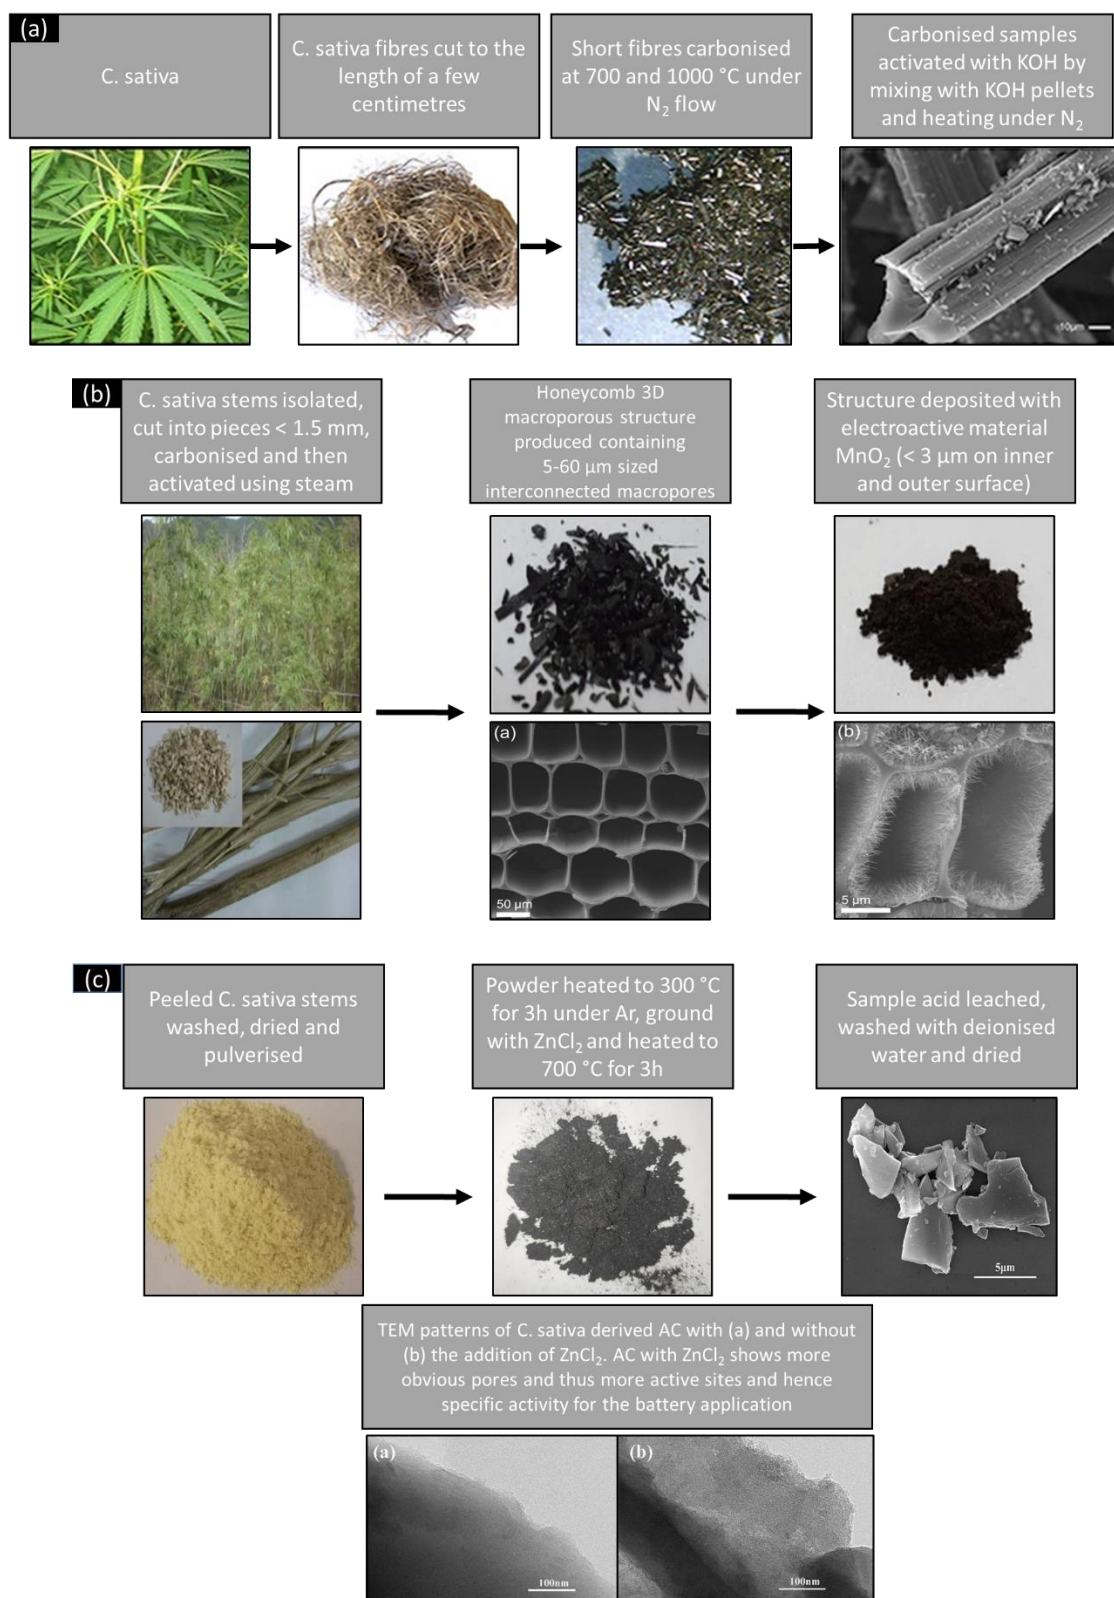 (a)
C. sativa
C. sativa fibres cut to the
length of a few
centimetres
Short fibres carbonised
at 700 and 1000 °C under
N₂ flow
Carbonised samples
activated with KOH by
mixing with KOH pellets
and heating under N₂
10µm
(b)
C. sativa stems isolated,
cut into pieces < 1.5 mm,
carbonised and then
activated using steam
Honeycomb 3D
macroporous structure
produced containing
5-60 µm sized
interconnected macropores
Structure deposited with
electroactive material
MnO₂ (< 3 µm on inner
and outer surface)
(a)
50 µm
(b)
5 µm
(c)
Peeled C. sativa stems
washed, dried and
pulverised
Powder heated to 300 °C
for 3h under Ar, ground
with ZnCl₂ and heated to
700 °C for 3h
Sample acid leached,
washed with deionised
water and dried
5µm
TEM patterns of C. sativa derived AC with (a) and without
(b) the addition of ZnCl₂. AC with ZnCl₂ shows more
obvious pores and thus more active sites and hence
specific activity for the battery application
(a)
100nm
(b)
100nm